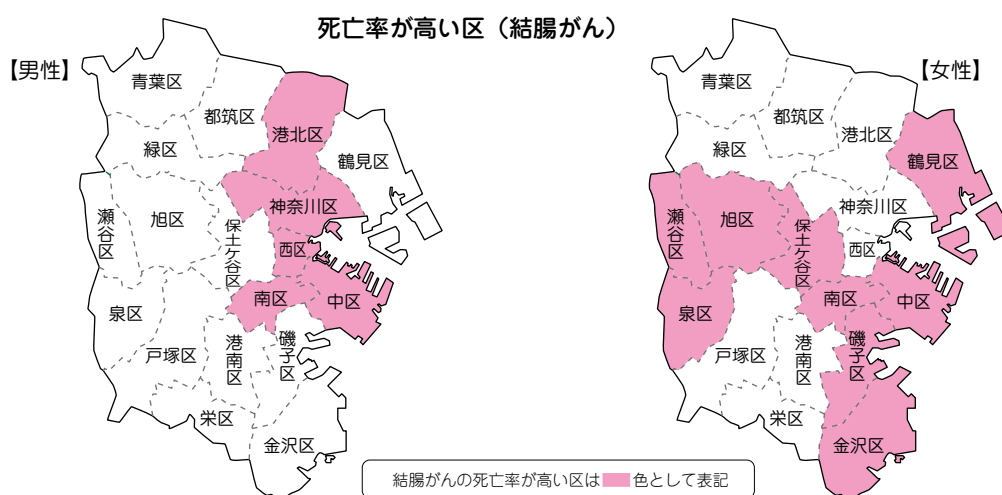 死亡率が高い区（結腸がん）
【男性】
青葉区
都筑区
港北区
緑区
鶴見区
神奈川区
瀬谷区
旭区
保土ケ谷区
西区
南区
中区
泉区
戸塚区
港南区
磯子区
栄区
金沢区
【女性】
青葉区
都筑区
港北区
緑区
鶴見区
神奈川区
瀬谷区
旭区
保土ケ谷区
西区
南区
中区
泉区
戸塚区
港南区
磯子区
栄区
金沢区
結腸がんの死亡率が高い区は 色として表記